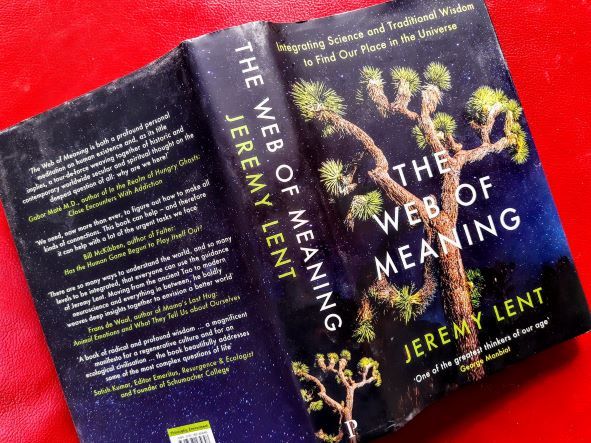 The Web of Meaning is both a profound personal
meditation on human existence and, as its title
implies, a tour-de-force weaving together of historic and
contemporary worldwide secular and spiritual thought on the
deepest question of all: why are we here?'
Gabor Maté M.D., author of In the Realm of Hungry Ghosts:
Close Encounters With Addiction
'We need, now more than ever, to figure out how to make all
kinds of connections. This book can help – and therefore
it can help with a lot of the urgent tasks we face'
Bill McKibben, author of Falter:
Has the Human Game Begun to Play Itself Out?
There are so many ways to understand the world, and so many
levels to be integrated, that everyone can use the guidance
of Jeremy Lent. Moving from the ancient Tao to modern
neuroscience and everything in between, he boldly
weaves deep insights together to envision a better world'
Frans de Waal, author of Mama's Last Hug:
Animal Emotions and What They Tell Us about Ourselves
'A book of radical and profound wisdom ... a magnificent
manifesto for a regenerative culture and for an
ecological civilization ... the book beautifully addresses
some of the most complex questions of life'
Satish Kumar, Editor Emeritus, Resurgence & Ecologist
and Founder of Schumacher College
THE WEB OF MEANING
JEREMY LENT
P
Integrating Science and Traditional Wisdom
to Find Our Place in the Universe
THE
WEB OF
MEANING
JEREMY LENT
'One of the greatest thinkers of our age'
George Monbiot